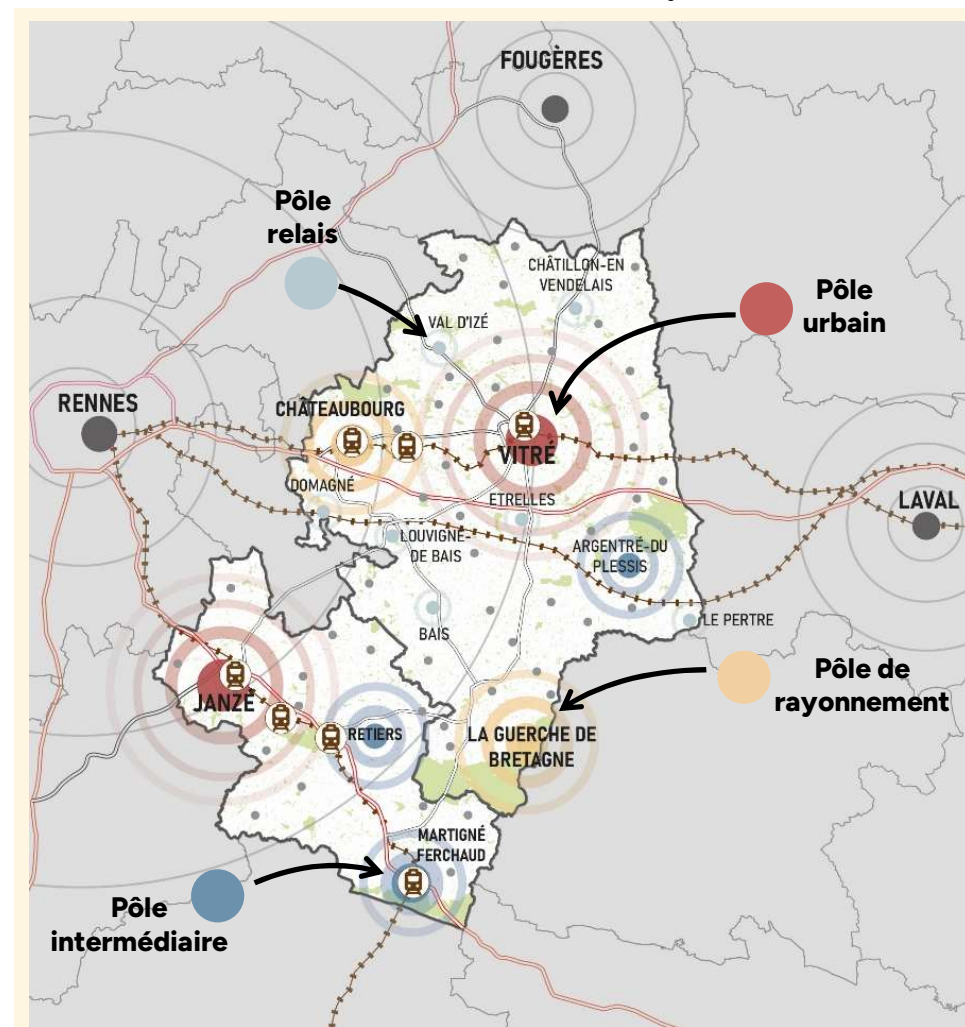 FOUGÈRES
Pôle
relais
CHÂTILLON-EN
VENDELAIS
Pôle
urbain
VAL D'IZÉ
RENNES
CHÂTEAUBOURG
VITRÉ
DOMAGNÉ
ETRELLES
LAVAL
LOUVIGNÉ-
DE BAIS
ARGENTRÉ-DU
PLESSIS
LE PERTRE
BAIS
Pôle de
rayonnement
JANZÉ
RETIERS
LA GUERCHE DE
BRETAGNE
MARTIGNÉ
FERCHAUD
Pôle
intermédiaire